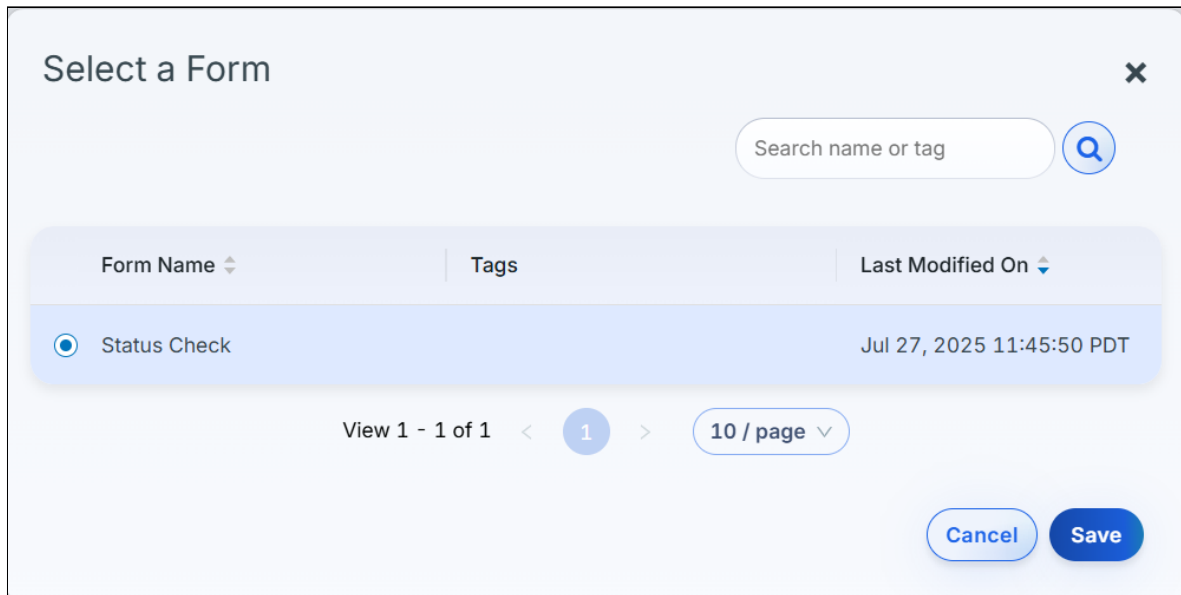 Select a Form
Search name or tag
Form Name Tags Last Modified On
Status Check Jul 27, 2025 11:45:50 PDT
View 1 - 1 of 1 < 1 > 10 / page
Cancel Save